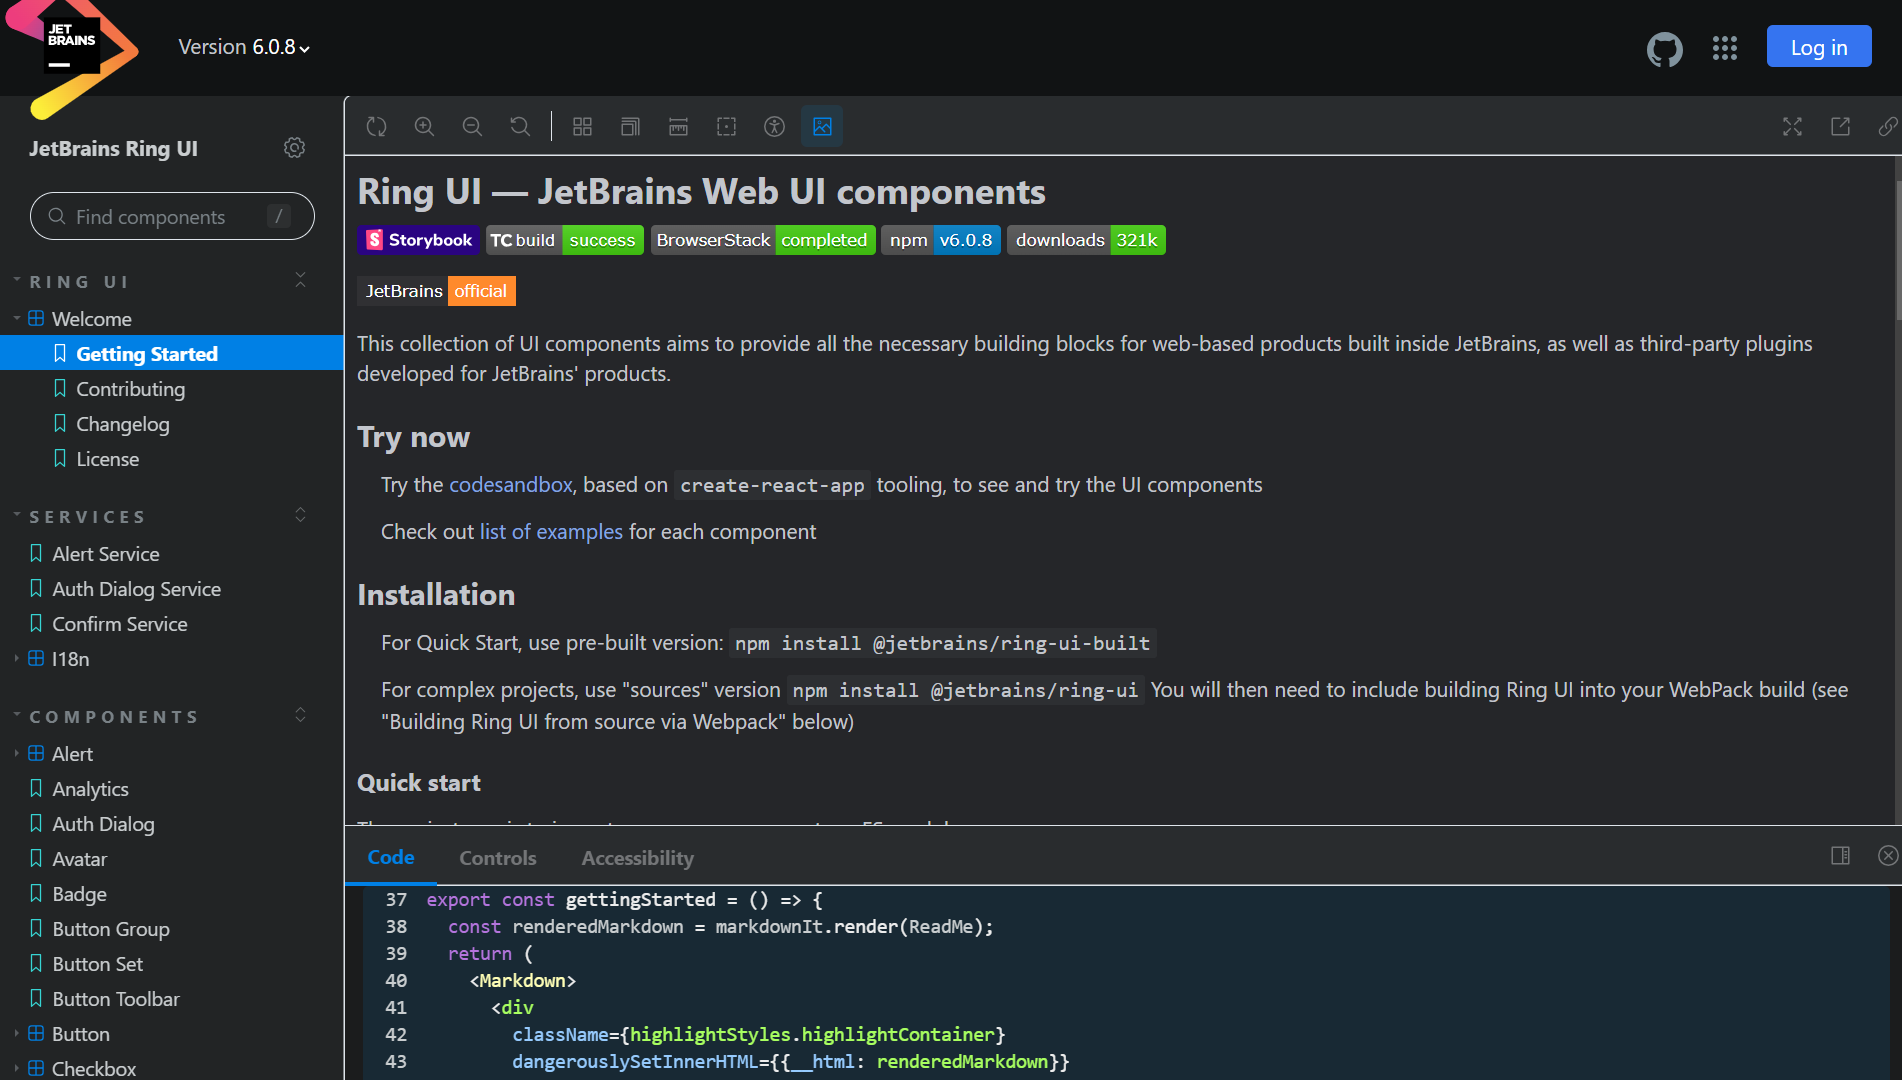 JET
BRAINS
Version 6.0.8
Log in
JetBrains Ring UI
Find components /
RING UI
Welcome
Getting Started
Contributing
Changelog
License
SERVICES
Alert Service
Auth Dialog Service
Confirm Service
I18n
COMPONENTS
Alert
Analytics
Auth Dialog
Avatar
Badge
Button Group
Button Set
Button Toolbar
Button
Checkbox
Ring UI — JetBrains Web UI components
Storybook TC build success BrowserStack completed npm v6.0.8 downloads 321k
JetBrains official
This collection of UI components aims to provide all the necessary building blocks for web-based products built inside JetBrains, as well as third-party plugins
developed for JetBrains' products.
Try now
Try the codesandbox, based on create-react-app tooling, to see and try the UI components
Check out list of examples for each component
Installation
For Quick Start, use pre-built version: npm install @jetbrains/ring-ui-built
For complex projects, use "sources" version npm install @jetbrains/ring-ui You will then need to include building Ring UI into your WebPack build (see
"Building Ring UI from source via Webpack" below)
Quick start
Code Controls Accessibility
37 export const gettingStarted = () => {
38 const renderedMarkdown = markdownIt.render(ReadMe);
39 return (
40 <Markdown>
41 <div
42 className={highlightStyles.highlightContainer}
43 dangerouslySetInnerHTML={{__html: renderedMarkdown}}